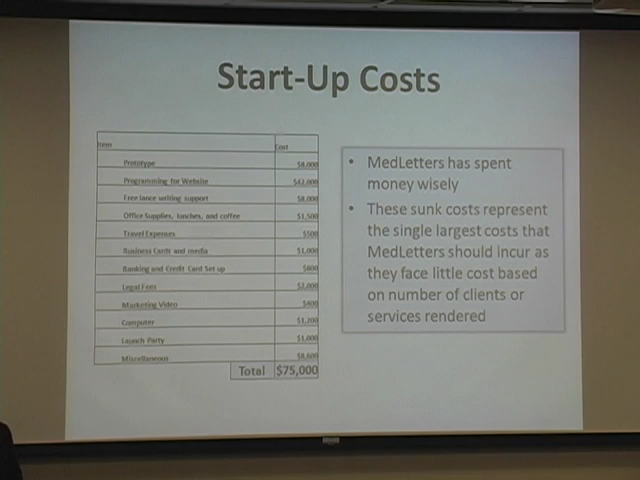 Start-Up Costs
Item Cost
Prototype $8,000
Programming for Website $42,000
Free lance writing support $8,000
Office Supplies, lunches, and coffee $1,500
Travel Expenses $500
Business Cards and media $1,000
Banking and Credit Card Set up
Legal Fees $2,000
Marketing Video
Computer $1,200
Launch Party $1,000
Miscellaneous
Total $75,000
• MedLetters has spent
money wisely
• These sunk costs represent
the single largest costs that
MedLetters should incur as
they face little cost based
on number of clients or
services rendered